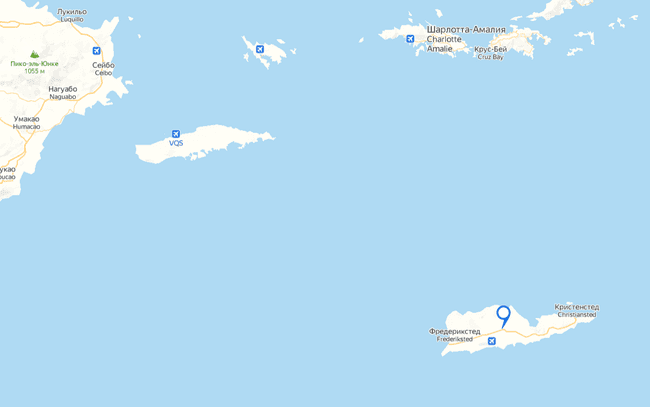 Лукильо
Luquillo
Пико-эль-Юнке
1055 м
Сейбо
Ceibo
Нагуабо
Naguabo
Умакао
Humacao
VQS
Шарлотта-Амалия
Charlotte
Amalie
Крус-Бей
Cruz Bay
Кристенстед
Christiansted
Фредерикстед
Frederiksted